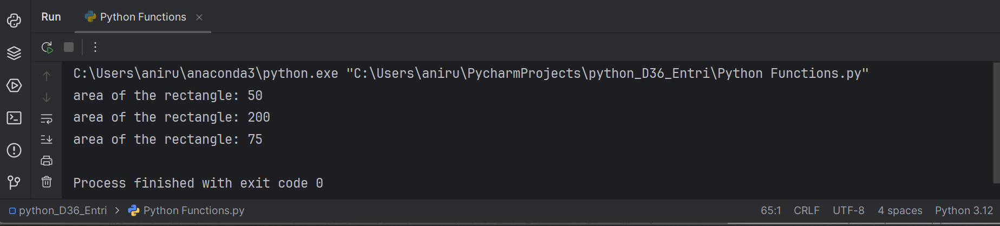 Run Python Functions
C:\Users\aniru\anaconda3\python.exe "C:\Users\aniru\PycharmProjects\python_D36_Entri\Python Functions.py"
area of the rectangle: 50
area of the rectangle: 200
area of the rectangle: 75
Process finished with exit code 0
python_D36_Entri > Python Functions.py 65:1 CRLF UTF-8 4 spaces Python 3.12